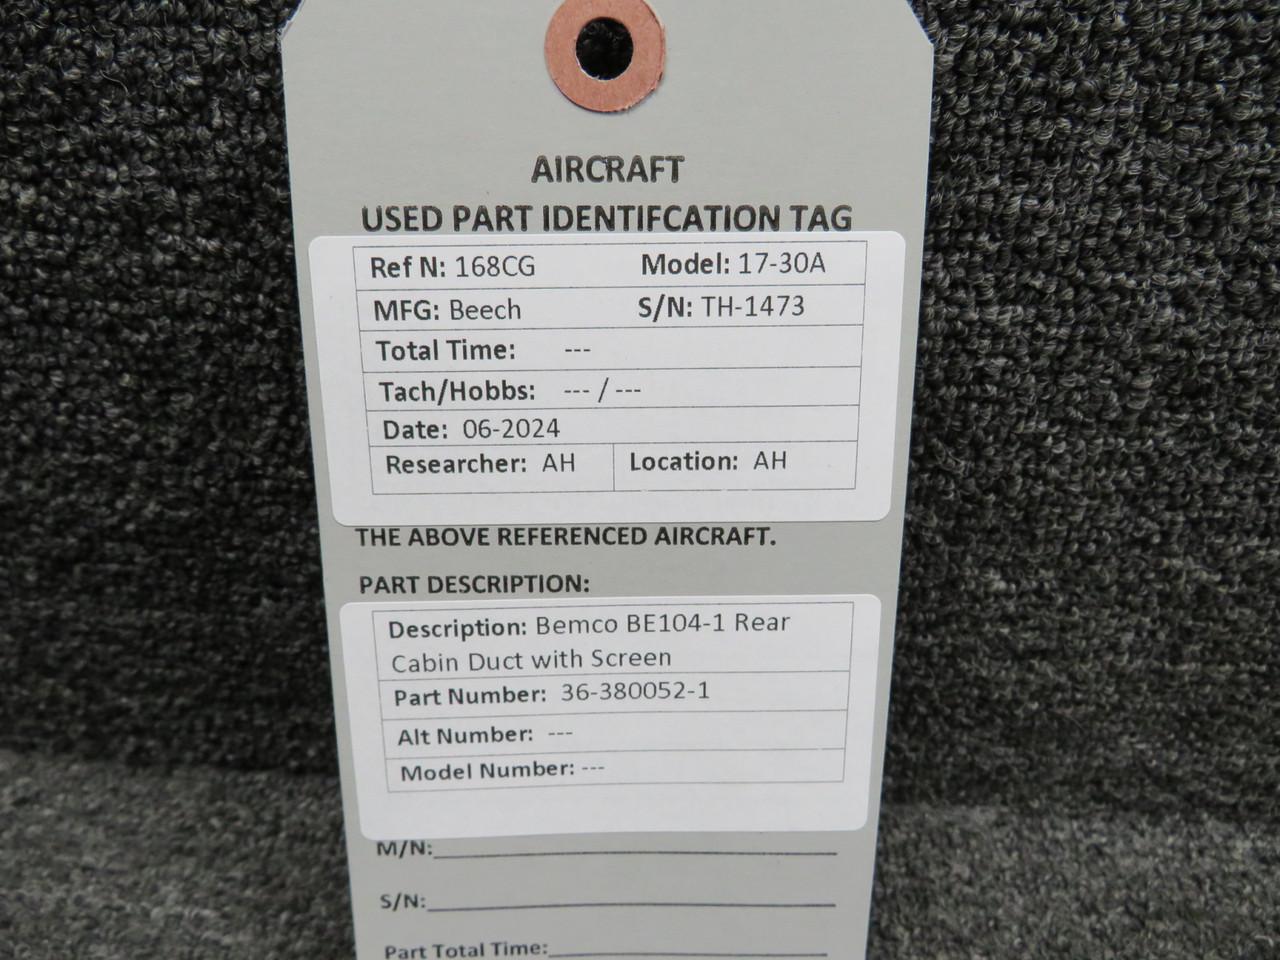 AIRCRAFT
USED PART IDENTIFCATION TAG
Ref N: 168CG Model: 17-30A
MFG: Beech S/N: TH-1473
Total Time: ---
Tach/Hobbs: --- / ---
Date: 06-2024
Researcher: AH Location: AH
THE ABOVE REFERENCED AIRCRAFT.
PART DESCRIPTION:
Description: Bemco BE104-1 Rear
Cabin Duct with Screen
Part Number: 36-380052-1
Alt Number: ---
Model Number: ---
M/N:
S/N:
Part Total Time: